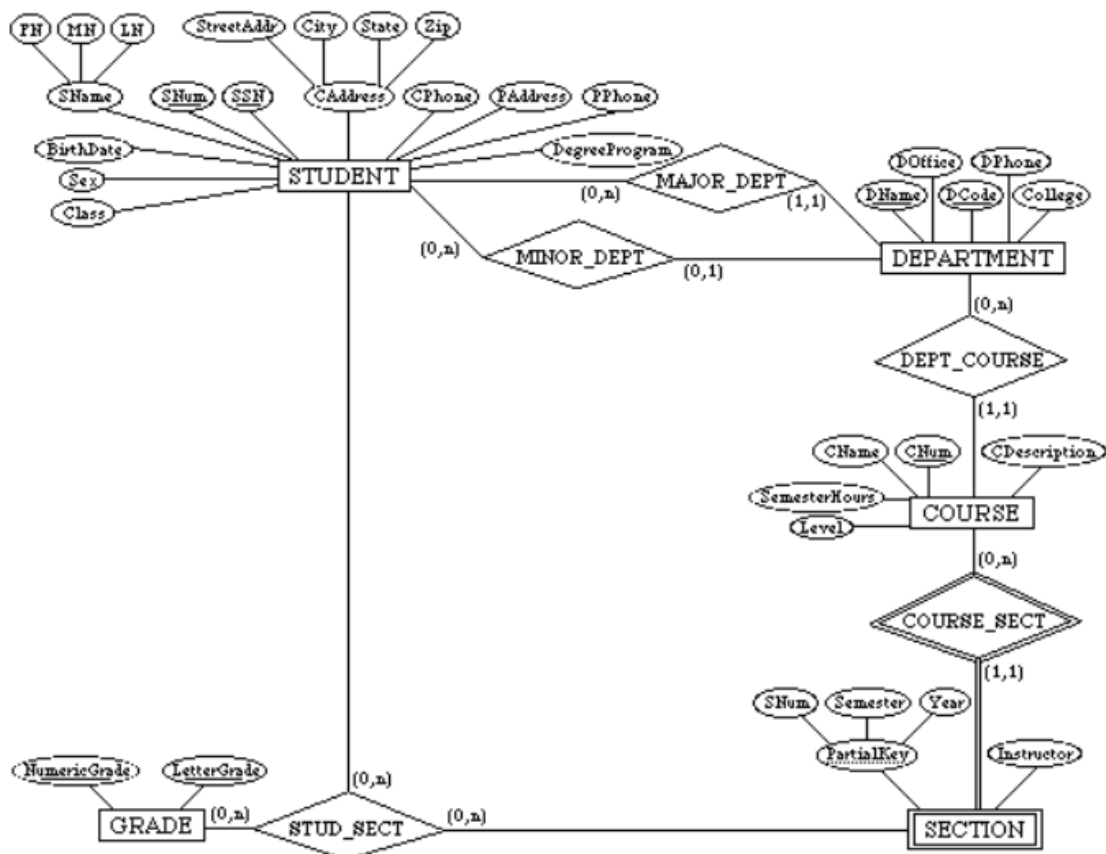 FN MN LN StreetAddr City State Zip
SName SNum SSN CAddress CPhone PAddress PPhone
BirthDate DegreeProgram
STUDENT
Sex
Class
(0,n) MAJOR_DEPT (1,1)
(0,n) MINOR_DEPT (0,1)
DOffice DPhone
DName DCode College
DEPARTMENT
(0,n)
DEPT_COURSE
(1,1)
CName CNum CDescription
SemesterHours
Level
COURSE
(0,n)
COURSE_SECT
(1,1)
SNum Semester Year
PartialKey Instructor
SECTION
NumericGrade LetterGrade
GRADE
(0,n) (0,n) (0,n)
STUD_SECT